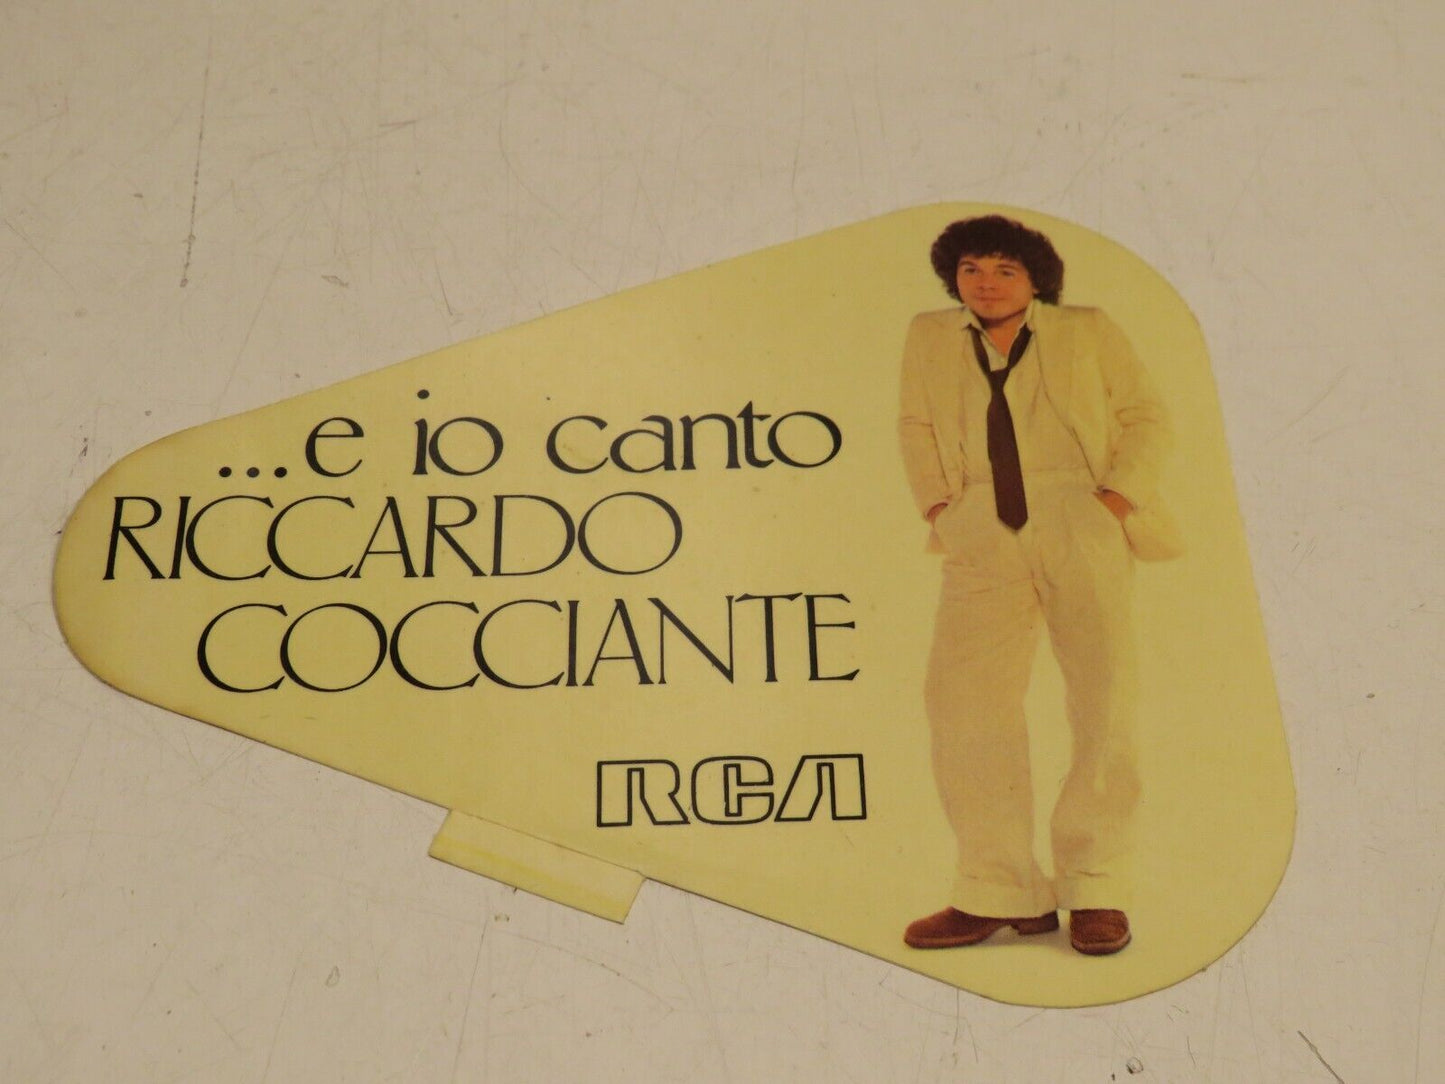 ...e io canto
RICCARDO
COCCIANTE
RCA